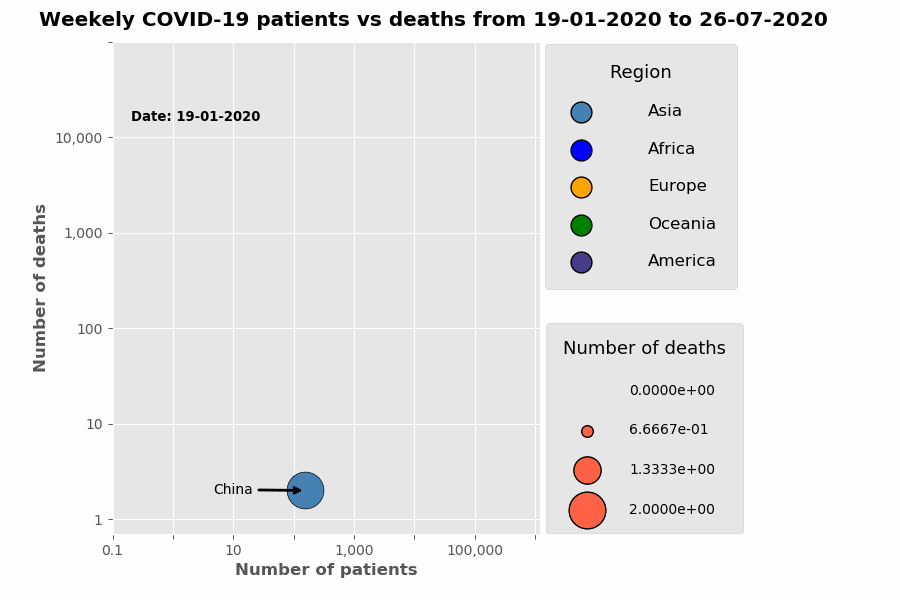 Weekely COVID-19 patients vs deaths from 19-01-2020 to 26-07-2020
Date: 19-01-2020
Number of deaths
10,000
1,000
100
10
1
China
0.1
10
1,000
100,000
Number of patients
Region
Asia
Africa
Europe
Oceania
America
Number of deaths
0.0000e+00
6.6667e-01
1.3333e+00
2.0000e+00